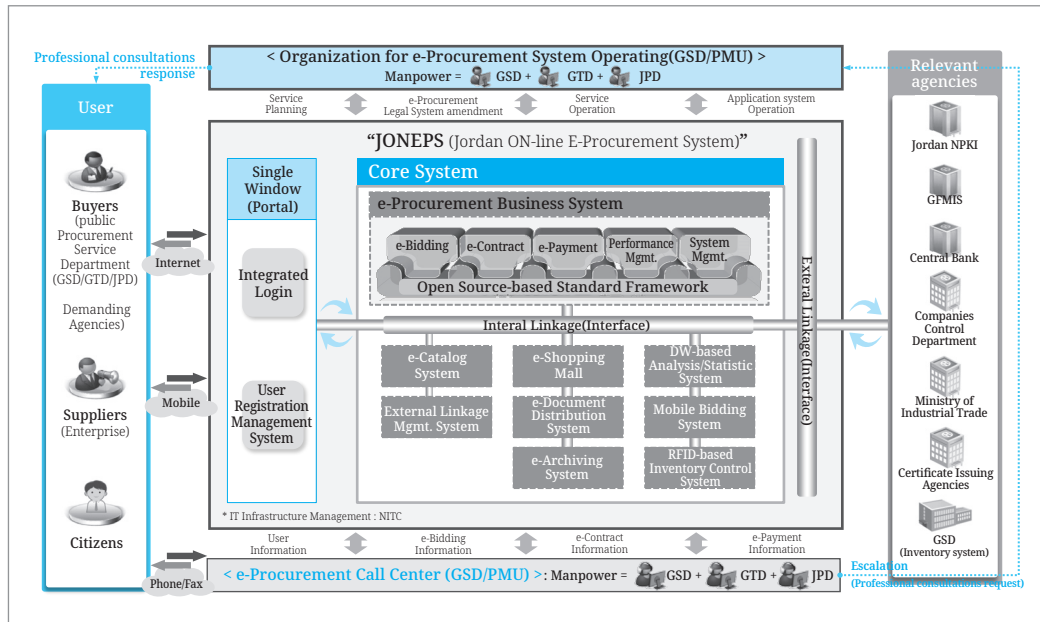 Professional consultations
response
< Organization for e-Procurement System Operating(GSD/PMU) >
Manpower = GSD + GTD + JPD
Service
Planning
e-Procurement
Legal System amendment
Service
Operation
Application system
Operation
User
Buyers
(public
Procurement
Service
Department
(GSD/GTD/JPD)
Demanding
Agencies)
Suppliers
(Enterprise)
Citizens
Internet
Mobile
Phone/Fax
“JONEPS (Jordan ON-line E-Procurement System)”
Single
Window
(Portal)
Integrated
Login
User
Registration
Management
System
Core System
e-Procurement Business System
e-Bidding
e-Contract
e-Payment
Performance
Mgmt.
System
Mgmt.
Open Source-based Standard Framework
Interal Linkage(Interface)
e-Catalog
System
e-Shopping
Mall
DW-based
Analysis/Statistic
System
External Linkage
Mgmt. System
e-Document
Distribution
System
Mobile Bidding
System
e-Archiving
System
RFID-based
Inventory Control
System
Exteral Linkage(Interface)
* IT Infrastructure Management : NITC
User
Information
e-Bidding
Information
e-Contract
Information
e-Payment
Information
< e-Procurement Call Center (GSD/PMU) > : Manpower = GSD + GTD + JPD
Escalation
(Professional consultations request)
Relevant
agencies
Jordan NPKI
GFMIS
Central Bank
Companies
Control
Department
Ministry of
Industrial Trade
Certificate Issuing
Agencies
GSD
(Inventory system)